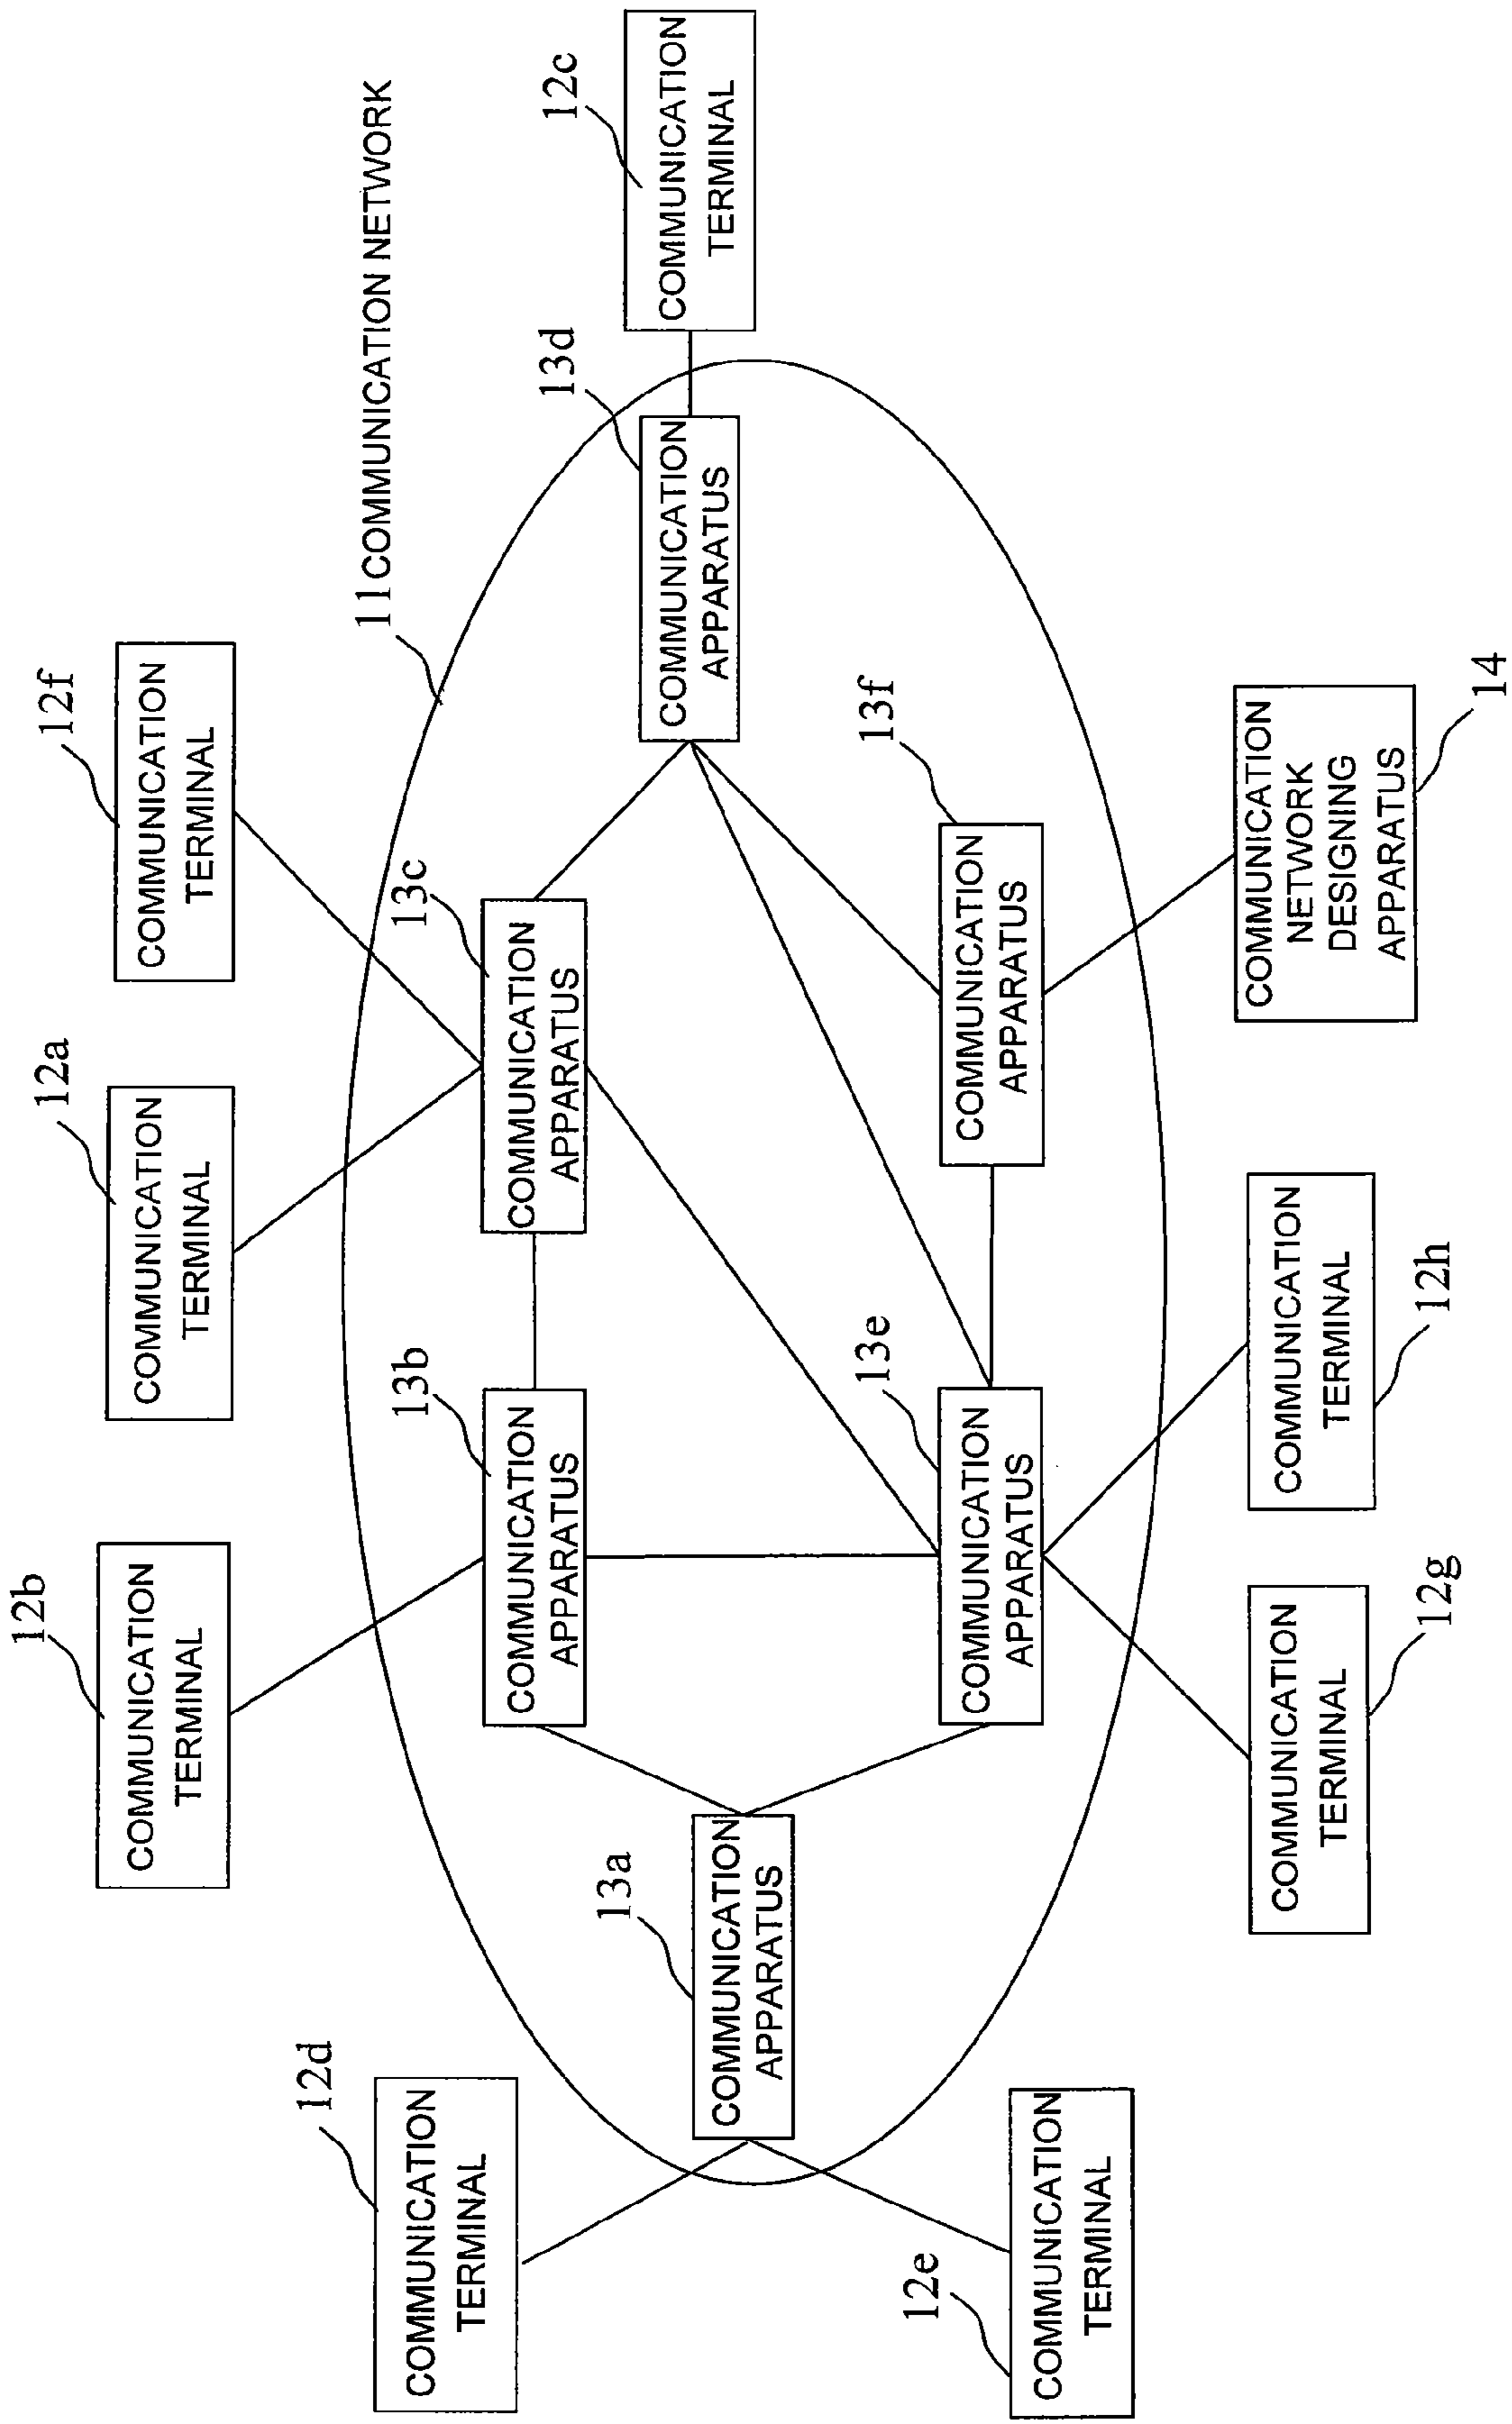 12b
COMMUNICATION
TERMINAL
12a
COMMUNICATION
TERMINAL
12f
COMMUNICATION
TERMINAL
11 COMMUNICATION NETWORK
12d
COMMUNICATION
TERMINAL
13b
COMMUNICATION
APPARATUS
13c
COMMUNICATION
APPARATUS
13d
COMMUNICATION
APPARATUS
12c
COMMUNICATION
TERMINAL
13a
COMMUNICATION
APPARATUS
13e
COMMUNICATION
APPARATUS
13f
COMMUNICATION
APPARATUS
12e
COMMUNICATION
TERMINAL
COMMUNICATION
TERMINAL
12g
COMMUNICATION
TERMINAL
12h
COMMUNICATION
NETWORK
DESIGNING
APPARATUS
14